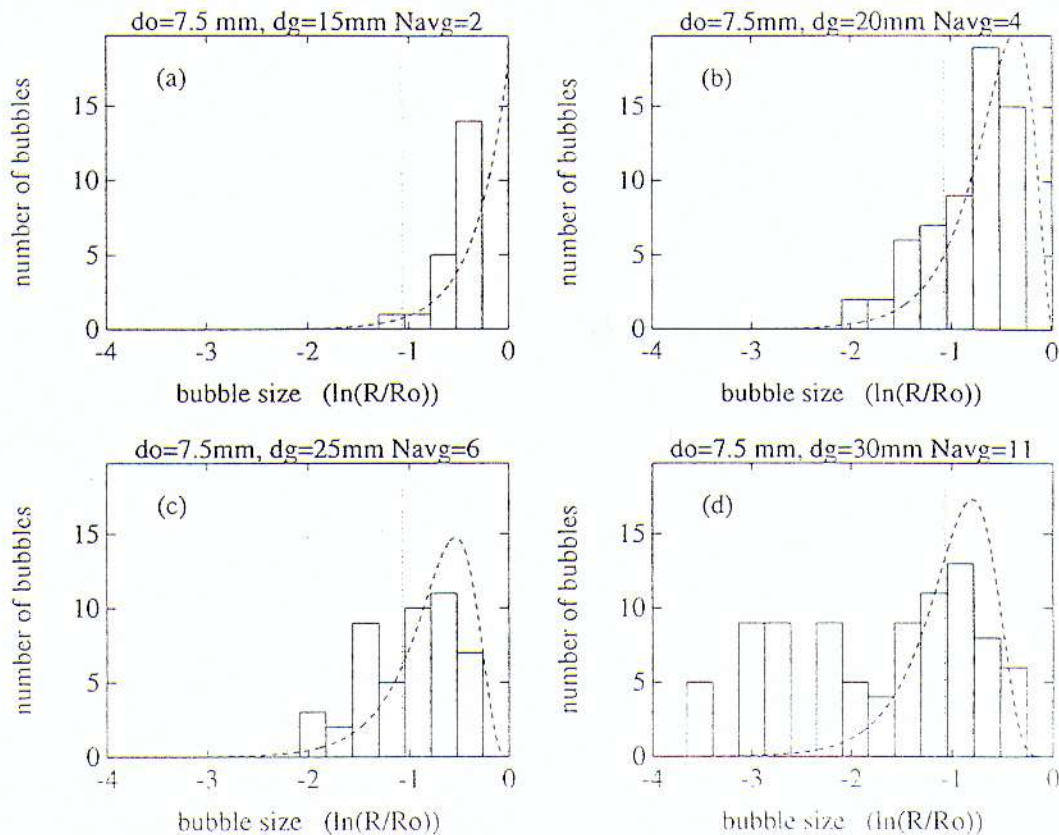 do=7.5 mm, dg=15mm Navg=2
(a)
number of bubbles
15
10
5
0
-4 -3 -2 -1 0
bubble size (ln(R/Ro))
do=7.5mm, dg=20mm Navg=4
(b)
number of bubbles
15
10
5
0
-4 -3 -2 -1 0
bubble size (ln(R/Ro))
do=7.5mm, dg=25mm Navg=6
(c)
number of bubbles
15
10
5
0
-4 -3 -2 -1 0
bubble size (ln(R/Ro))
do=7.5 mm, dg=30mm Navg=11
(d)
number of bubbles
15
10
5
0
-4 -3 -2 -1 0
bubble size (ln(R/Ro))